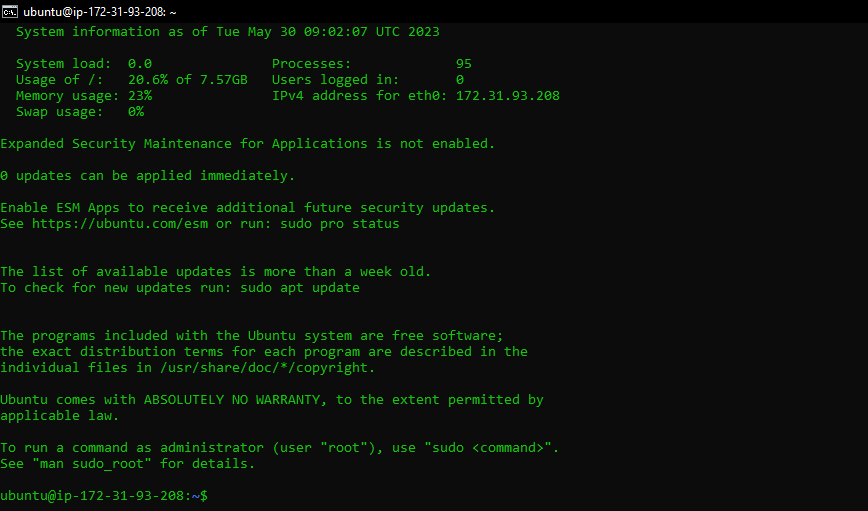 ubuntu@ip-172-31-93-208: ~
System information as of Tue May 30 09:02:07 UTC 2023
System load:  0.0               Processes:             95
Usage of /:   20.6% of 7.57GB   Users logged in:       0
Memory usage: 23%               IPv4 address for eth0: 172.31.93.208
Swap usage:   0%
Expanded Security Maintenance for Applications is not enabled.
0 updates can be applied immediately.
Enable ESM Apps to receive additional future security updates.
See https://ubuntu.com/esm or run: sudo pro status
The list of available updates is more than a week old.
To check for new updates run: sudo apt update
The programs included with the Ubuntu system are free software;
the exact distribution terms for each program are described in the
individual files in /usr/share/doc/*/copyright.
Ubuntu comes with ABSOLUTELY NO WARRANTY, to the extent permitted by
applicable law.
To run a command as administrator (user "root"), use "sudo <command>".
See "man sudo_root" for details.
ubuntu@ip-172-31-93-208:~$